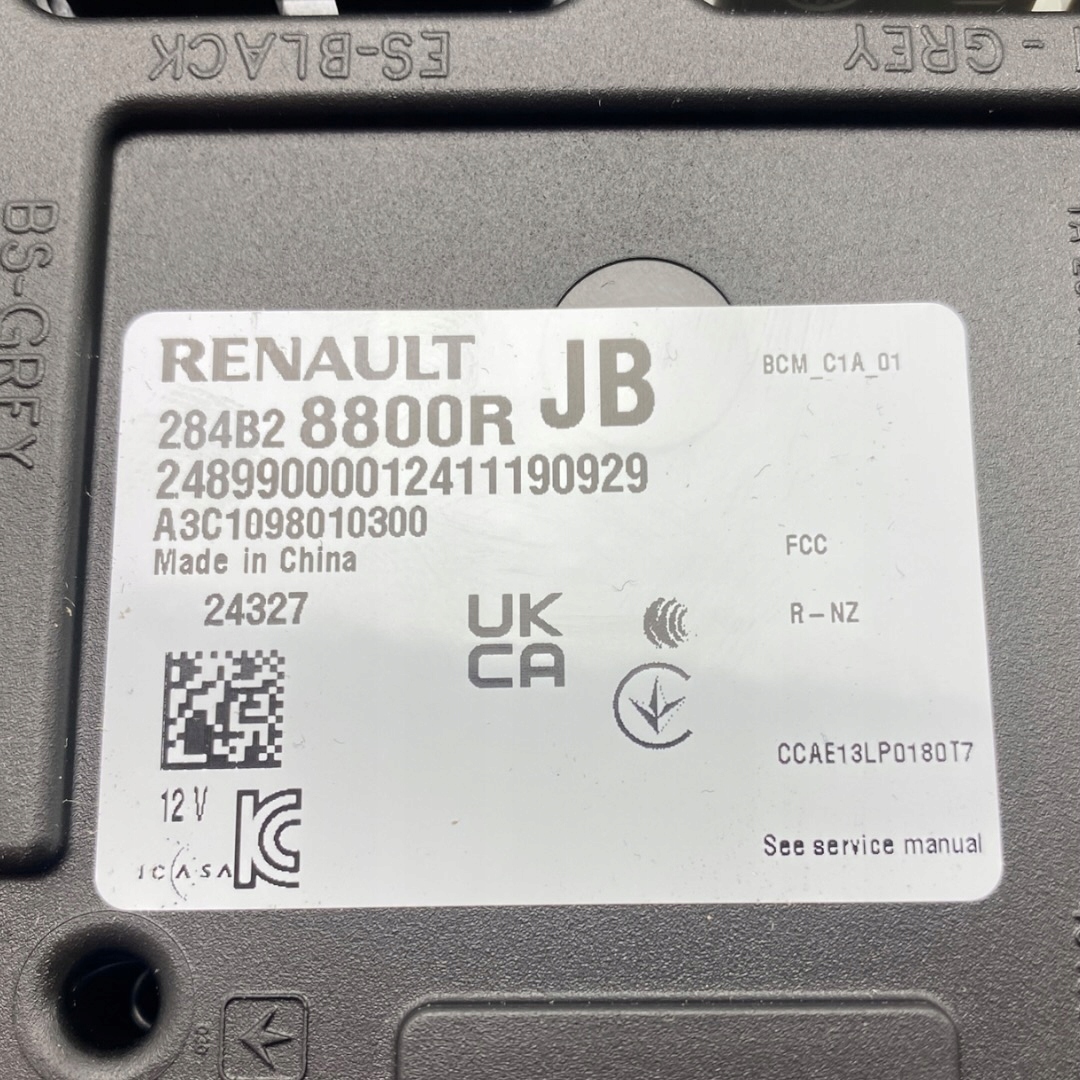 ES-BLACK
- GREY
BS-GREY
RENAULT JB
BCM_C1A_01
284B2 8800R
248990000012411190929
A3C1098010300
Made in China
FCC
24327
UK
CA
R-NZ
CCAE13LP0180T7
12 V
ICASA
See service manual